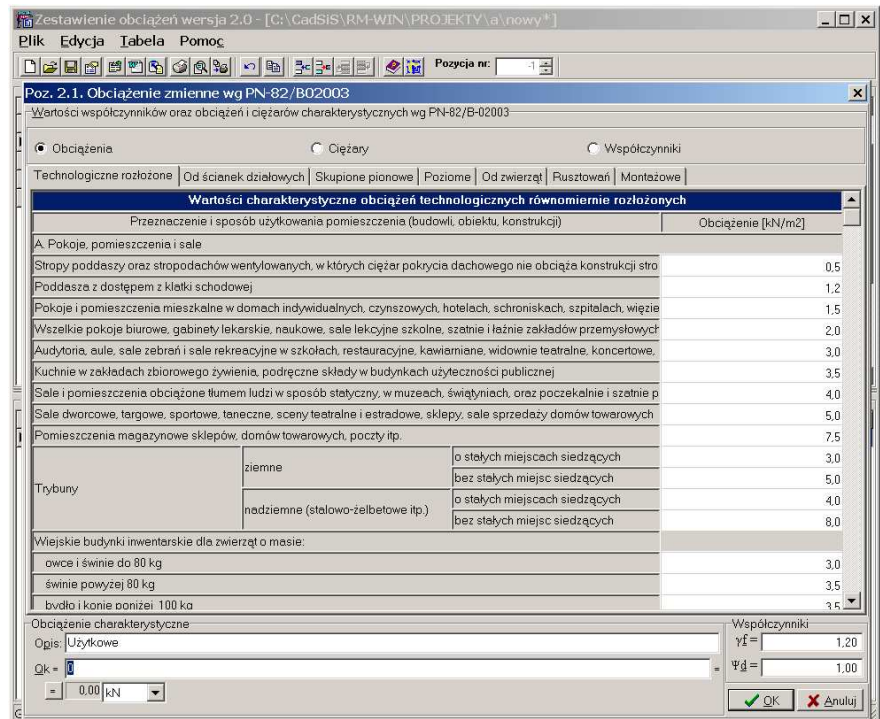 Zestawienie obciążeń wersja 2.0 - [C:\CadSiS\RM-WIN\PROJEKTY\a\nowy*]
Plik Edycja Tabela Pomoc
Pozycja nr: -1
Poz. 2.1. Obciążenie zmienne wg PN-82/B02003
Wartości współczynników oraz obciążeń i ciężarów charakterystycznych wg PN-82/B-02003
Obciążenia Ciężary Współczynniki
Technologiczne rozłożone Od ścianek działowych Skupione pionowe Poziome Od zwierząt Rusztowań Montażowe
Wartości charakterystyczne obciążeń technologicznych równomiernie rozłożonych
Przeznaczenie i sposób użytkowania pomieszczenia (budowli, obiektu, konstrukcji) Obciążenie [kN/m2]
A. Pokoje, pomieszczenia i sale
Stropy poddaszy oraz stropodachów wentylowanych, w których ciężar pokrycia dachowego nie obciąża konstrukcji stro 0,5
Poddasza z dostępem z klatki schodowej 1,2
Pokoje i pomieszczenia mieszkalne w domach indywidualnych, czynszowych, hotelach, schroniskach, szpitalach, więzie 1,5
Wszelkie pokoje biurowe, gabinety lekarskie, naukowe, sale lekcyjne szkolne, szatnie i łaźnie zakładów przemysłowych 2,0
Audytoria, aule, sale zebrań i sale rekreacyjne w szkołach, restauracyjne, kawiarniane, widownie teatralne, koncertowe, 3,0
Kuchnie w zakładach zbiorowego żywienia, podręczne składy w budynkach użyteczności publicznej 3,5
Sale i pomieszczenia obciążone tłumem ludzi w sposób statyczny, w muzeach, świątyniach, oraz poczekalnie i szatnie p 4,0
Sale dworcowe, targowe, sportowe, taneczne, sceny teatralne i estradowe, sklepy, sale sprzedaży domów towarowych 5,0
Pomieszczenia magazynowe sklepów, domów towarowych, poczty itp. 7,5
Trybuny ziemne o stałych miejscach siedzących 3,0
bez stałych miejsc siedzących 5,0
nadziemne (stalowo-żelbetowe itp.) o stałych miejscach siedzących 4,0
bez stałych miejsc siedzących 8,0
Wiejskie budynki inwentarskie dla zwierząt o masie:
owce i świnie do 80 kg 3,0
świnie powyżej 80 kg 3,5
bydło i konie poniżej 100 kg 3,5
Obciążenie charakterystyczne Współczynniki
Opis: Użytkowe γf = 1,20
Qk = 0 = Ψd = 1,00
= 0,00 kN
OK Anuluj